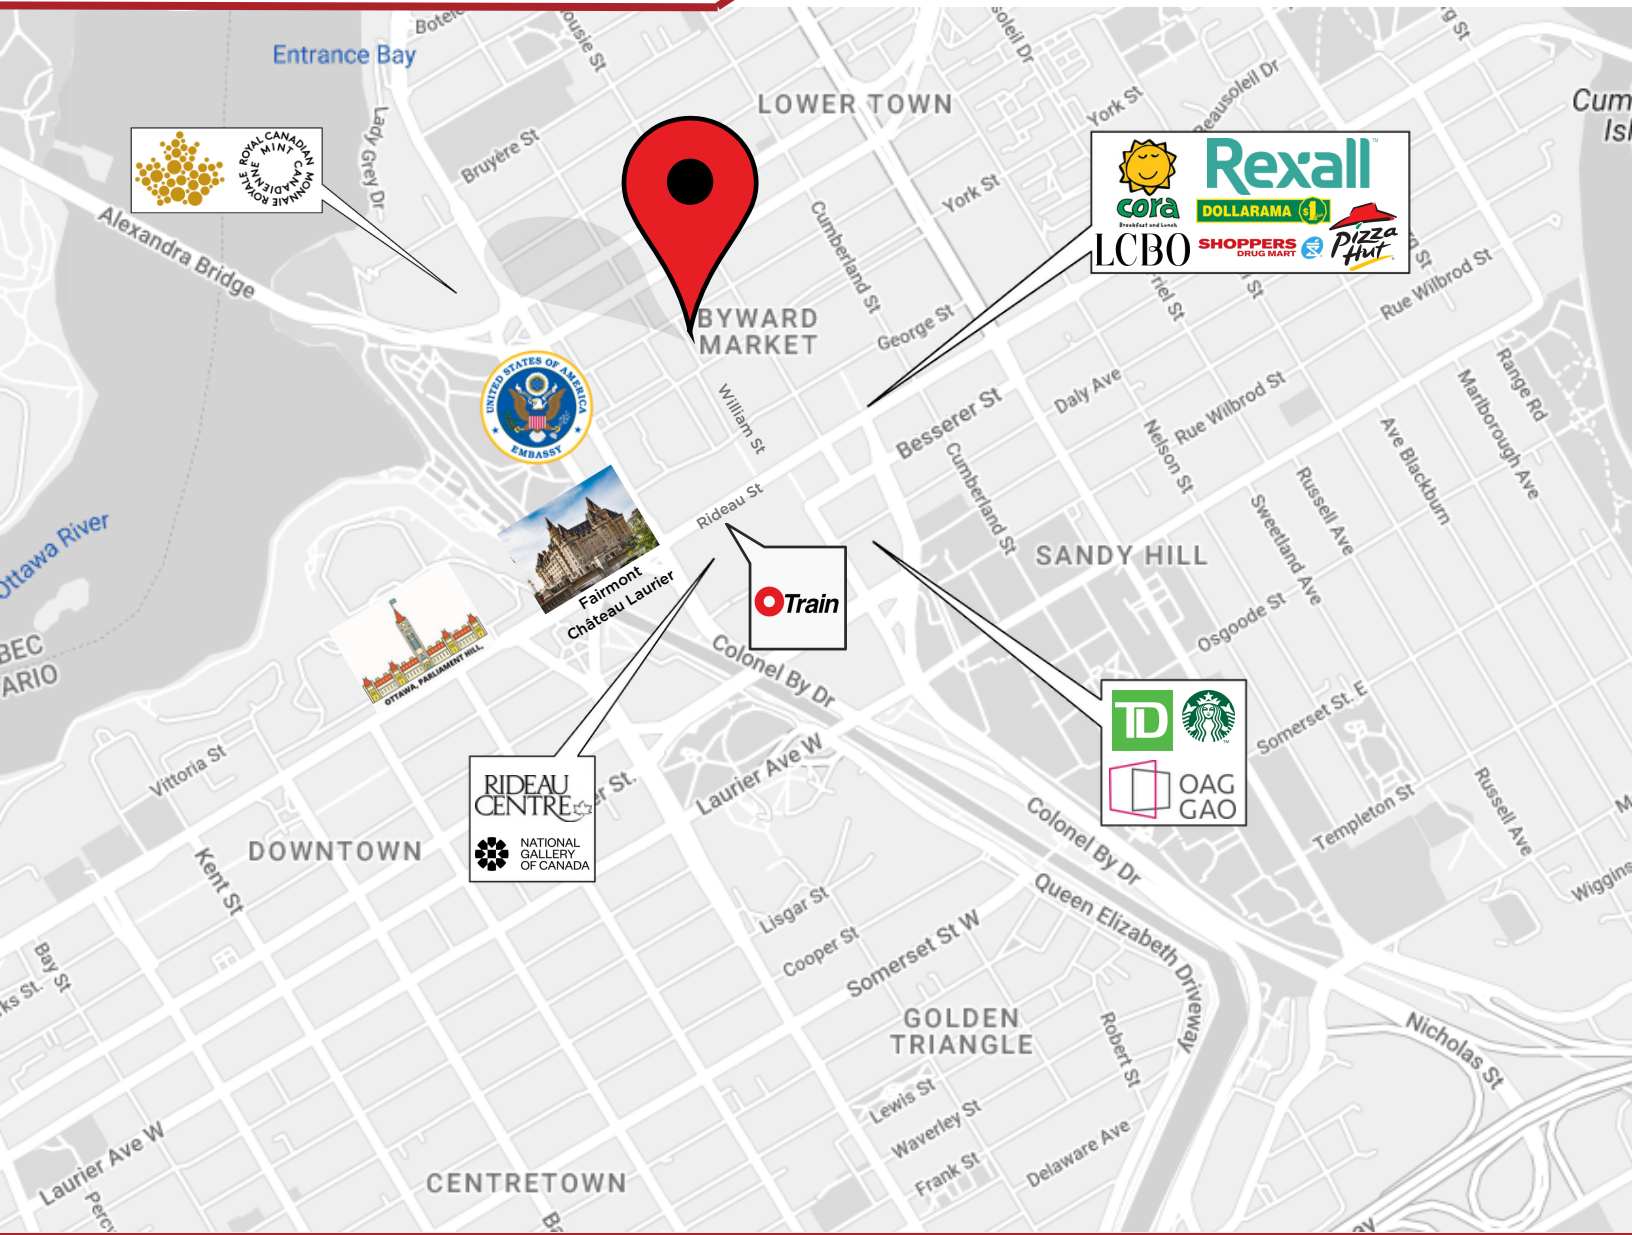 Entrance Bay
LOWER TOWN
York St
Beausoleil Dr
Lady Grey Dr
Bruyère St
ROYAL CANADIAN MINT
MONNAIE ROYALE CANADIENNE
Alexandra Bridge
York St
Cumberland St
cora
Breakfast and Lunch
Rexall
DOLLARAMA $1
LCBO
SHOPPERS
DRUG MART
Pizza
Hut
BYWARD
MARKET
George St
Rue Wilbrod St
UNITED STATES OF AMERICA
EMBASSY
William St
Besserer St
Daly Ave
Rue Wilbrod St
Range Rd
Marlborough Ave
Nelson St
Ave Blackburn
Russell Ave
Sweetland Ave
Cumberland St
Rideau St
Ottawa River
SANDY HILL
Fairmont
Château Laurier
OTrain
OTTAWA, PARLIAMENT HILL,
Osgoode St
Colonel By Dr
Somerset St. E
TD
OAG
GAO
Vittoria St
Laurier Ave W
RIDEAU
CENTRE
NATIONAL
GALLERY
OF CANADA
Russell Ave
Templeton St
Colonel By Dr
DOWNTOWN
Kent St
Queen Elizabeth Driveway
Lisgar St
Cooper St
Somerset St W
Bay St
GOLDEN
TRIANGLE
Robert St
Nicholas St
Lewis St
Waverley St
Frank St
Delaware Ave
Laurier Ave W
CENTRETOWN